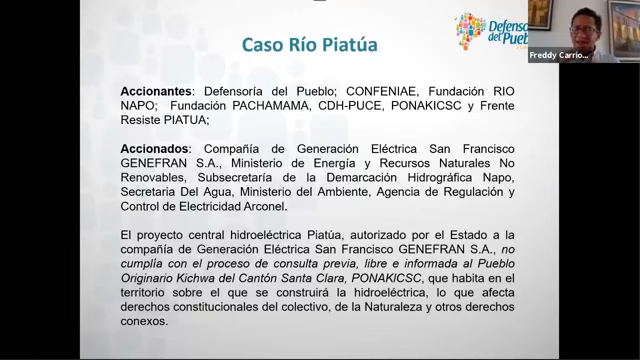 Caso Río Piatúa
Defenso
del Pueb
Freddy Carrio...
Accionantes: Defensoría del Pueblo; CONFENIAE, Fundación RIO
NAPO; Fundación PACHAMAMA, CDH-PUCE, PONAKICSC y Frente
Resiste PIATUA;
Accionados: Compañía de Generación Eléctrica San Francisco
GENEFRAN S.A., Ministerio de Energía y Recursos Naturales No
Renovables, Subsecretaría de la Demarcación Hidrográfica Napo,
Secretaria Del Agua, Ministerio del Ambiente, Agencia de Regulación y
Control de Electricidad Arconel.
El proyecto central hidroeléctrica Piatúa, autorizado por el Estado a la
compañía de Generación Eléctrica San Francisco GENEFRAN S.A., no
cumplía con el proceso de consulta previa, libre e informada al Pueblo
Originario Kichwa del Cantón Santa Clara, PONAKICSC, que habita en el
territorio sobre el que se construirá la hidroeléctrica, lo que afecta
derechos constitucionales del colectivo, de la Naturaleza y otros derechos
conexos.